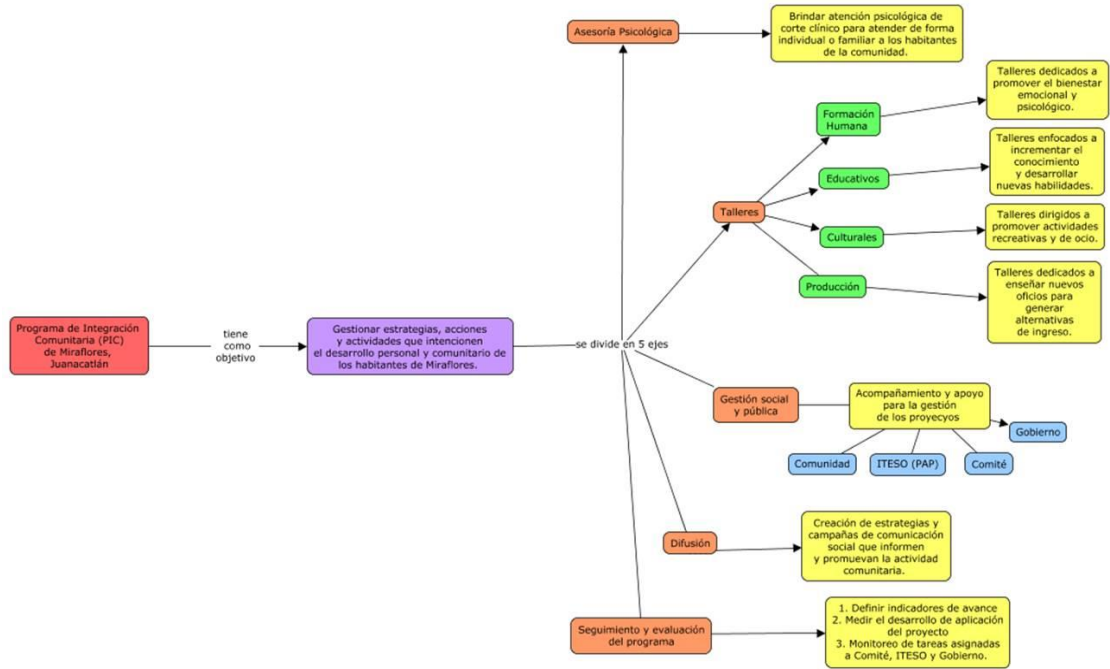 Programa de Integración
Comunitaria (PIC)
de Miraflores,
Juanacatlán
tiene
como
objetivo
Gestionar estrategias, acciones
y actividades que intencionen
el desarrollo personal y comunitario de
los habitantes de Miraflores.
se divide en 5 ejes
Asesoría Psicológica
Brindar atención psicológica de
corte clínico para atender de forma
individual o familiar a los habitantes
de la comunidad.
Talleres
Formación
Humana
Talleres dedicados a
promover el bienestar
emocional y
psicológico.
Educativos
Talleres enfocados a
incrementar el
conocimiento
y desarrollar
nuevas habilidades.
Culturales
Talleres dirigidos a
promover actividades
recreativas y de ocio.
Producción
Talleres dedicados a
enseñar nuevos
oficios para
generar
alternativas
de ingreso.
Gestión social
y pública
Acompañamiento y apoyo
para la gestión
de los proyecyos
Comunidad
ITESO (PAP)
Comité
Gobierno
Difusión
Creación de estrategias y
campañas de comunicación
social que informen
y promuevan la actividad
comunitaria.
Seguimiento y evaluación
del programa
1. Definir indicadores de avance
2. Medir el desarrollo de aplicación
del proyecto
3. Monitoreo de tareas asignadas
a Comité, ITESO y Gobierno.